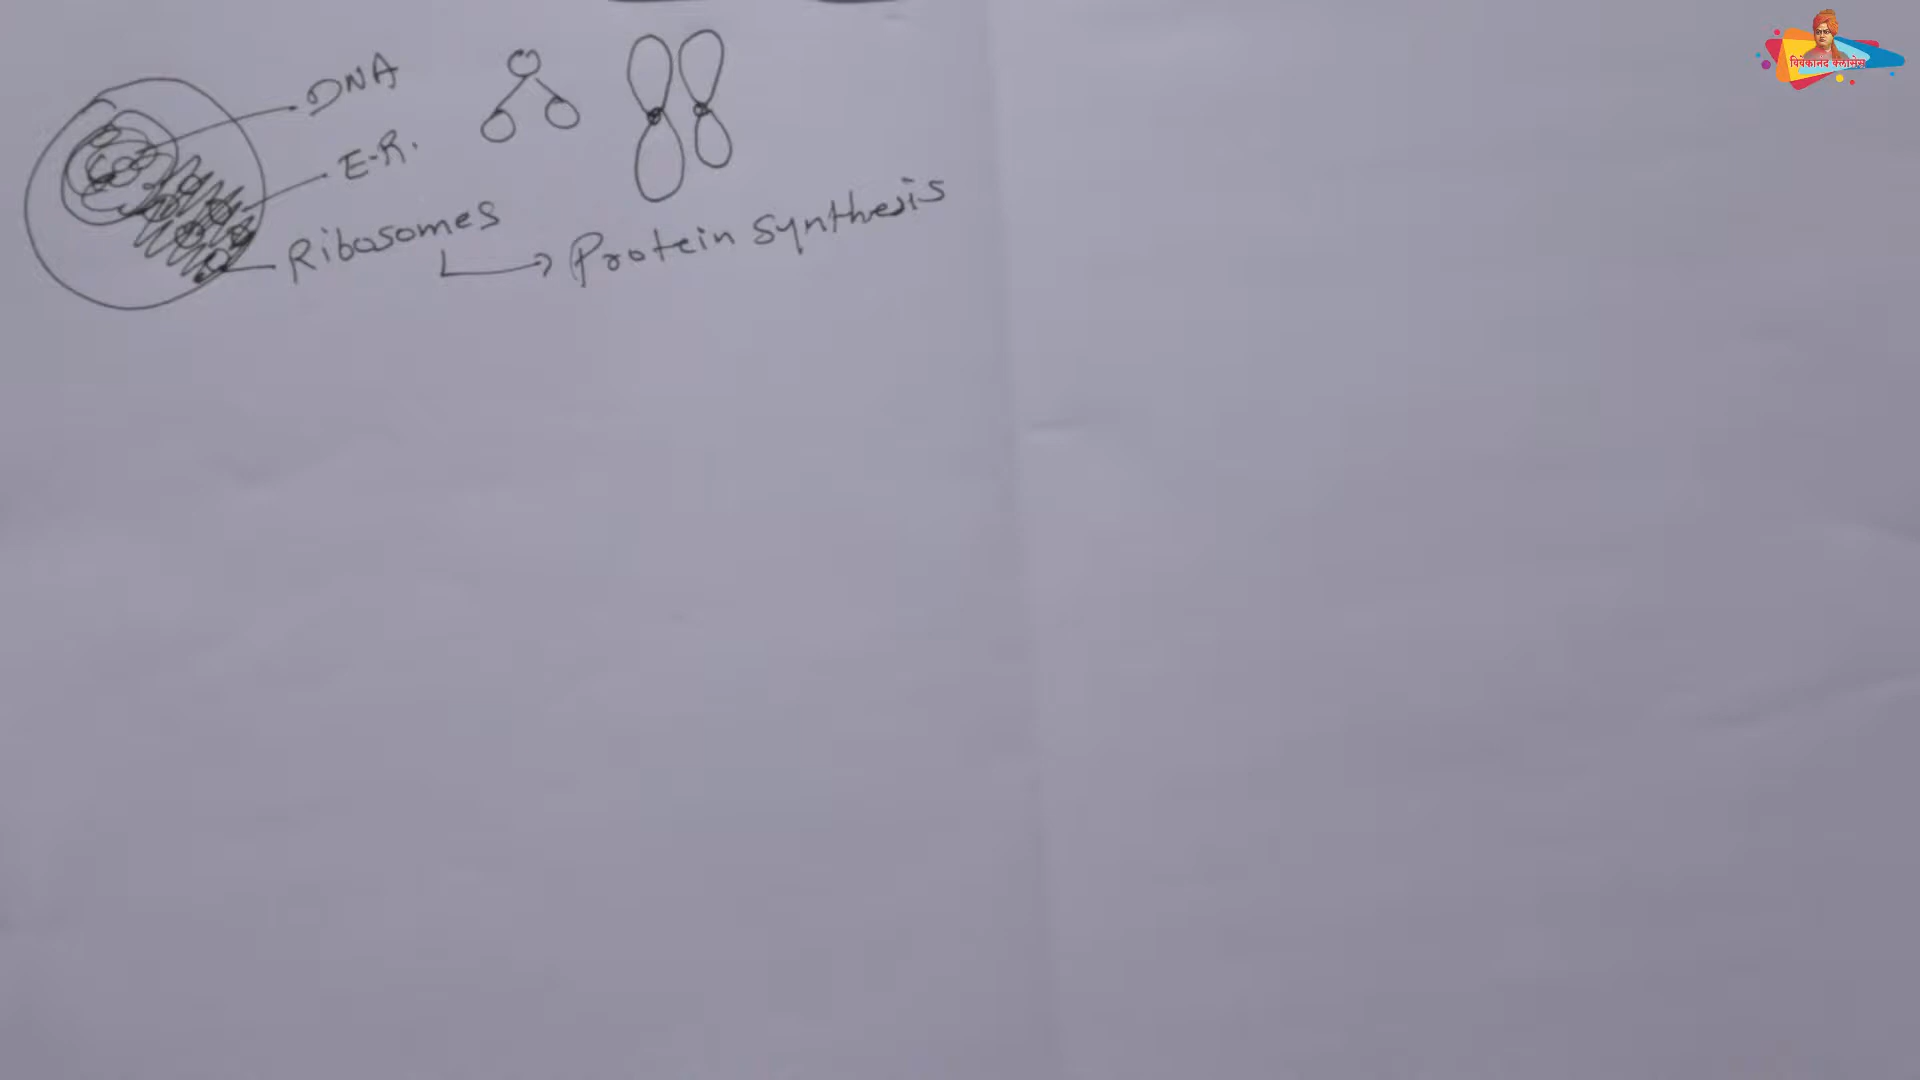 DNA
E.R.
Ribosomes
Protein synthesis
विवेकानंद क्लासेस